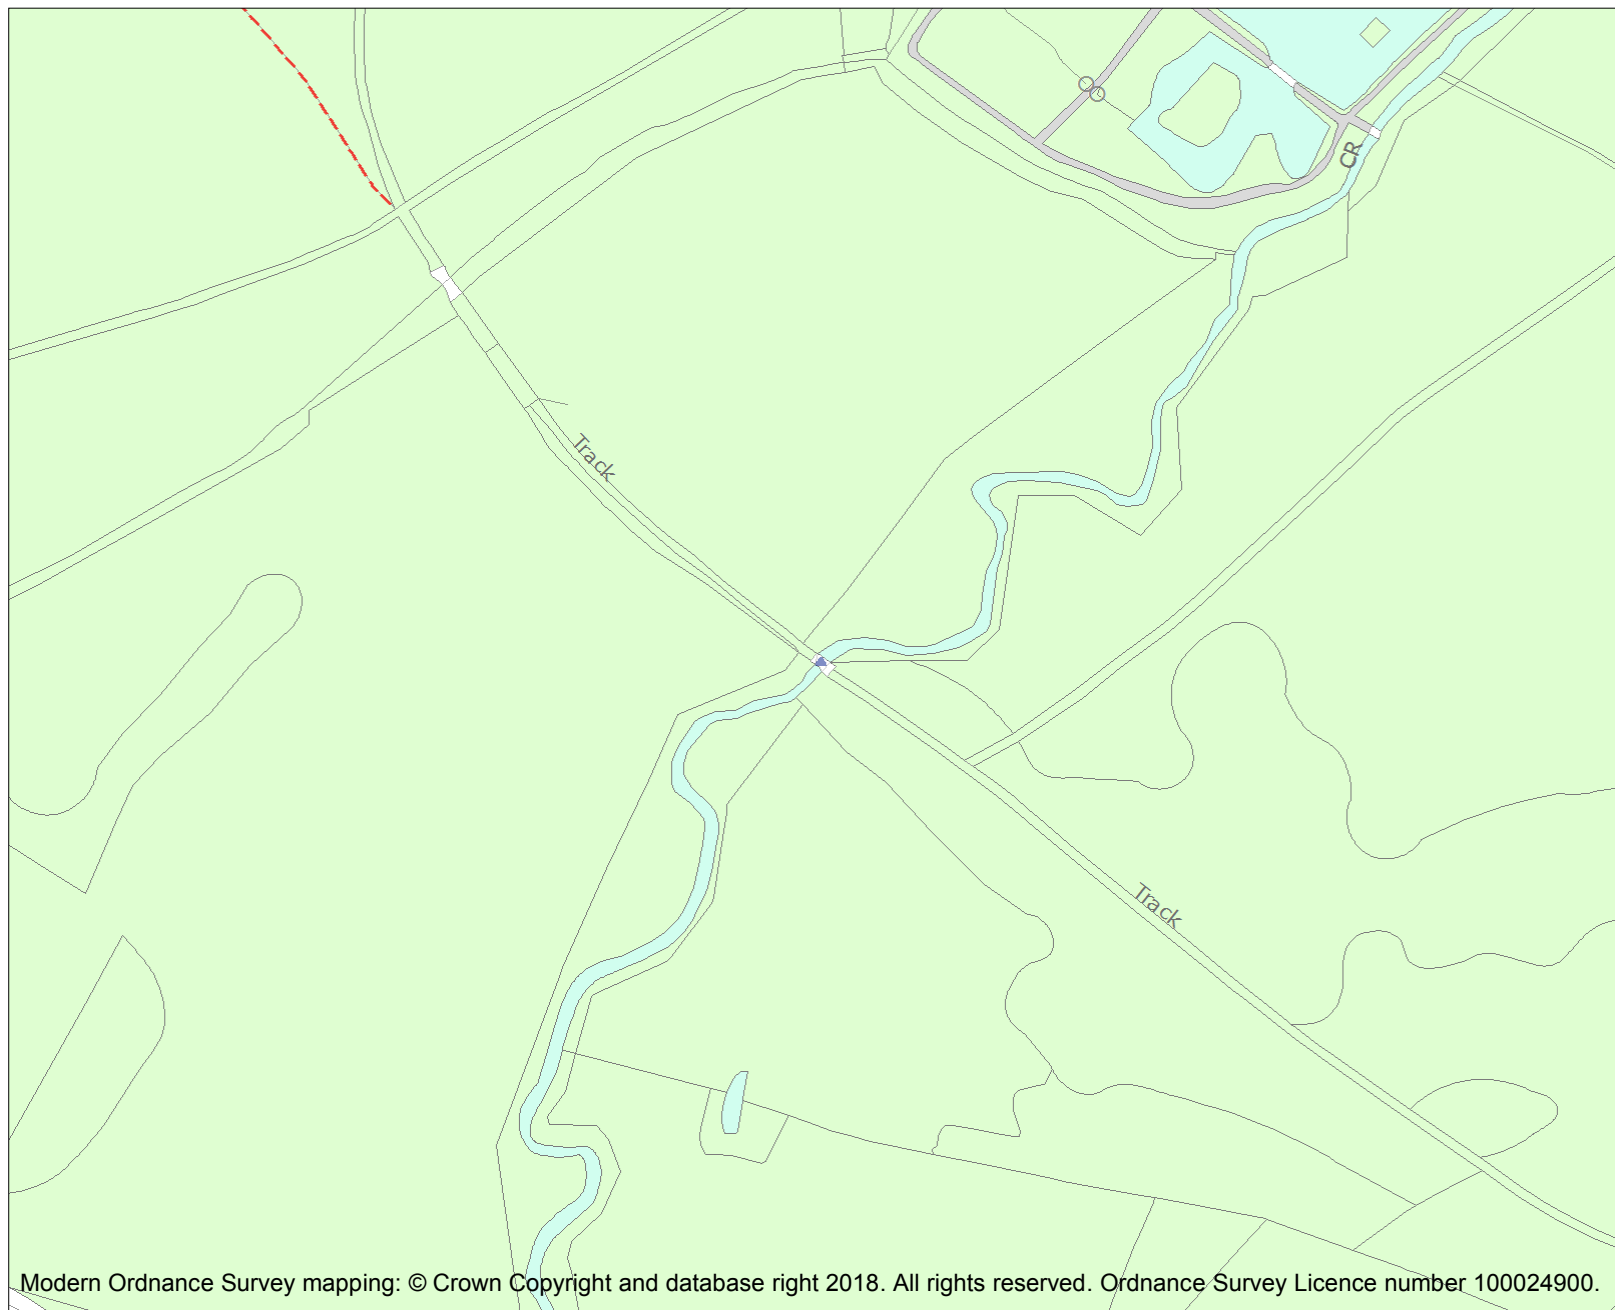 CR
Track
Track
Modern Ordnance Survey mapping: © Crown Copyright and database right 2018. All rights reserved. Ordnance Survey Licence number 100024900.